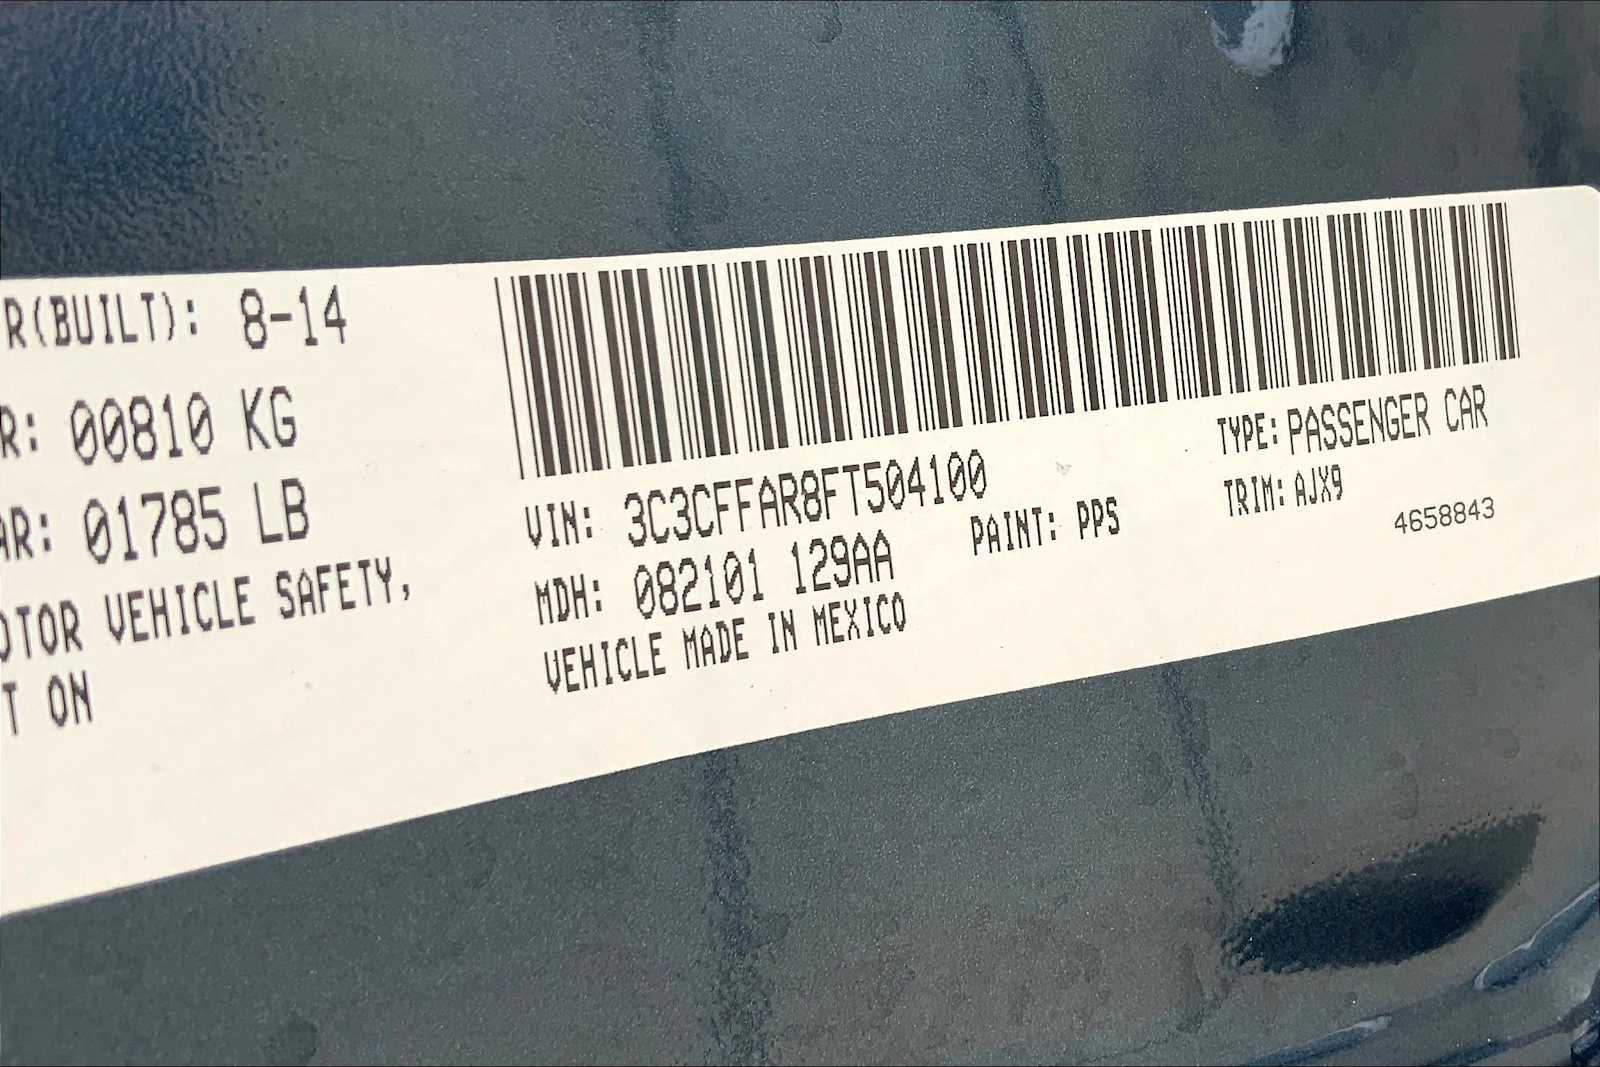 R(BUILT): 8-14
R: 00810 KG
AR: 01785 LB
OTOR VEHICLE SAFETY,
T ON
VIN: 3C3CFFAR8FT504100
TYPE: PASSENGER CAR
MDH: 082101 129AA
PAINT: PPS
TRIM: AJX9
4658843
VEHICLE MADE IN MEXICO